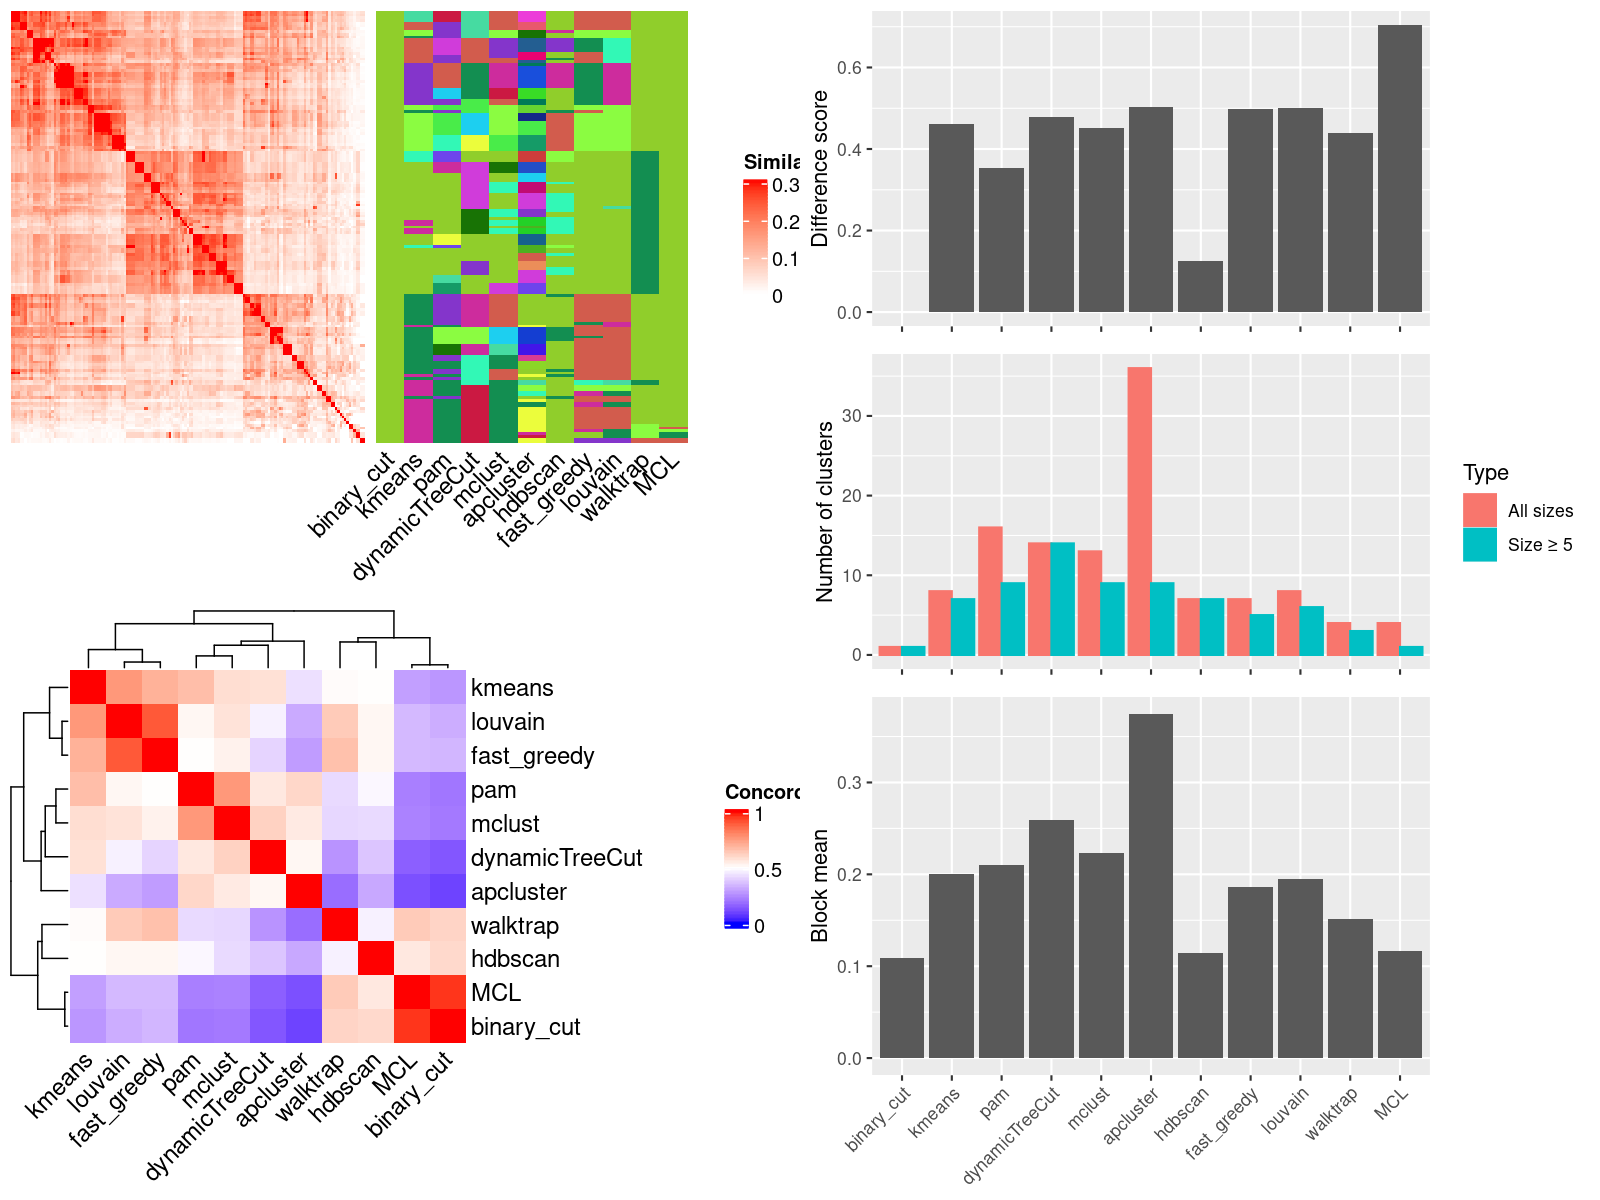 Simila
0.3
0.2
0.1
0
binary_cut
kmeans
pam
dynamicTreeCut
mclust
apcluster
hdbscan
fast_greedy
louvain
walktrap
MCL
Difference score
0.6
0.4
0.2
0.0
Number of clusters
30
20
10
0
Type
All sizes
Size ≥ 5
kmeans
louvain
fast_greedy
pam
mclust
dynamicTreeCut
apcluster
walktrap
hdbscan
MCL
binary_cut
kmeans
louvain
fast_greedy
pam
mclust
dynamicTreeCut
apcluster
walktrap
hdbscan
MCL
binary_cut
Concord
1
0.5
0
Block mean
0.3
0.2
0.1
0.0
binary_cut
kmeans
pam
dynamicTreeCut
mclust
apcluster
hdbscan
fast_greedy
louvain
walktrap
MCL